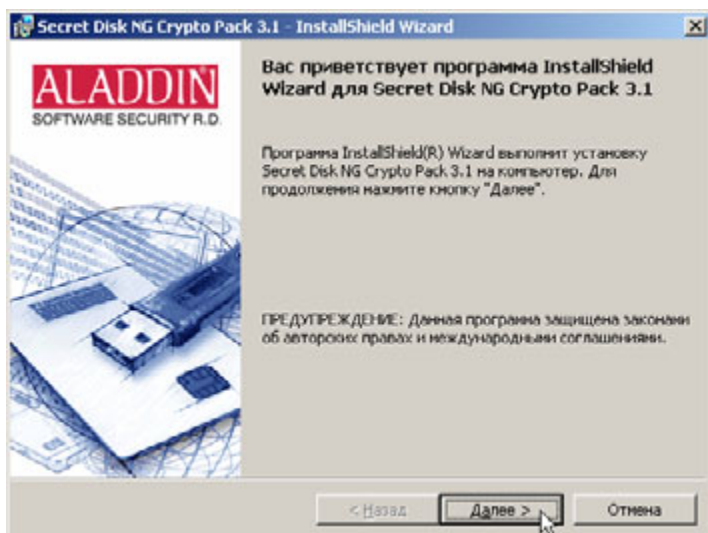 Secret Disk NG Crypto Pack 3.1 - InstallShield Wizard
ALADDIN
SOFTWARE SECURITY R.D.
Вас приветствует программа InstallShield
Wizard для Secret Disk NG Crypto Pack 3.1
Программа InstallShield(R) Wizard выполнит установку
Secret Disk NG Crypto Pack 3.1 на компьютер. Для
продолжения нажмите кнопку "Далее".
ПРЕДУПРЕЖДЕНИЕ: Данная программа защищена законами
об авторских правах и международными соглашениями.
< Назад
Далее >
Отмена